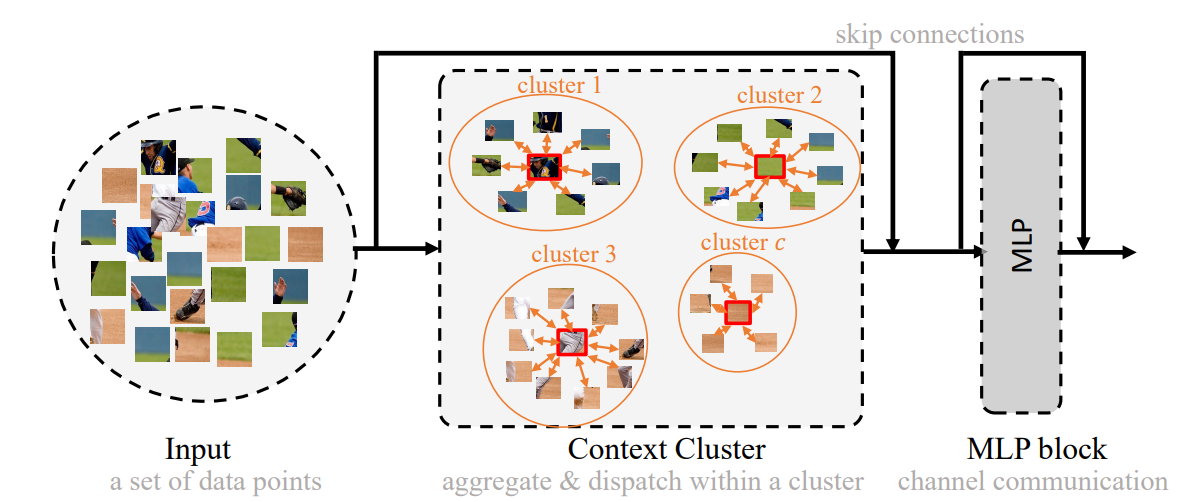 skip connections
cluster 1
cluster 2
cluster 3
cluster c
MLP
Input
a set of data points
Context Cluster
aggregate & dispatch within a cluster
MLP block
channel communication